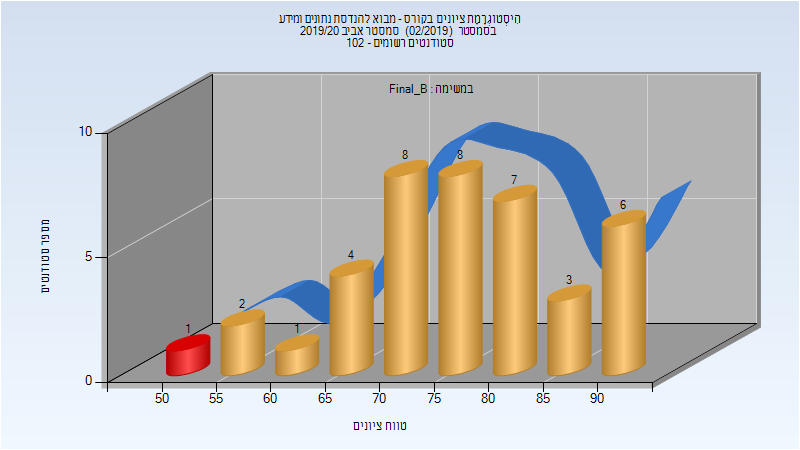 הִיסְטוגְרָמַת ציונים בקורס - מבוא להנדסת נתונים ומידע
בסמסטר (02/2019) סמסטר אביב 2019/20
סטודנטים רשומים - 102
במשימה : Final_B
מספר סטודנטים
10
5
0
1
2
1
4
8
8
7
3
6
50 55 60 65 70 75 80 85 90
טווח ציונים